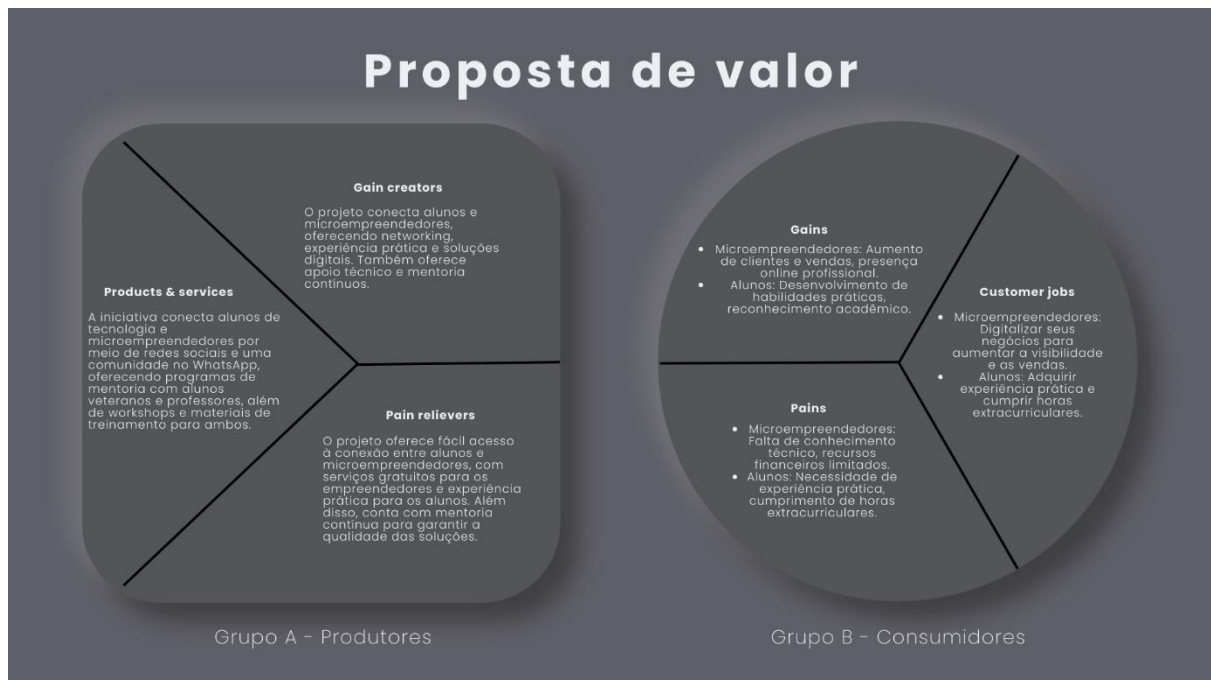 Proposta de valor
Gain creators
O projeto conecta alunos e
microempreendedores,
oferecendo networking,
experiência prática e soluções
digitais. Também oferece
apoio técnico e mentoria
contínuos.
Products & services
A iniciativa conecta alunos de
tecnologia e
microempreendedores por
meio de redes sociais e uma
comunidade no WhatsApp,
oferecendo programas de
mentoria com alunos
veteranos e professores, além
de workshops e materiais de
treinamento para ambos.
Pain relievers
O projeto oferece fácil acesso
à conexão entre alunos e
microempreendedores, com
serviços gratuitos para os
empreendedores e experiência
prática para os alunos. Além
disso, conta com mentoria
contínua para garantir a
qualidade das soluções.
Grupo A - Produtores
Gains
• Microempreendedores: Aumento
de clientes e vendas, presença
online profissional.
• Alunos: Desenvolvimento de
habilidades práticas,
reconhecimento acadêmico.
Customer jobs
• Microempreendedores:
Digitalizar seus
negócios para
aumentar a visibilidade
e as vendas.
• Alunos: Adquirir
experiência prática e
cumprir horas
extracurriculares.
Pains
• Microempreendedores:
Falta de conhecimento
técnico, recursos
financeiros limitados.
• Alunos: Necessidade de
experiência prática,
cumprimento de horas
extracurriculares.
Grupo B - Consumidores